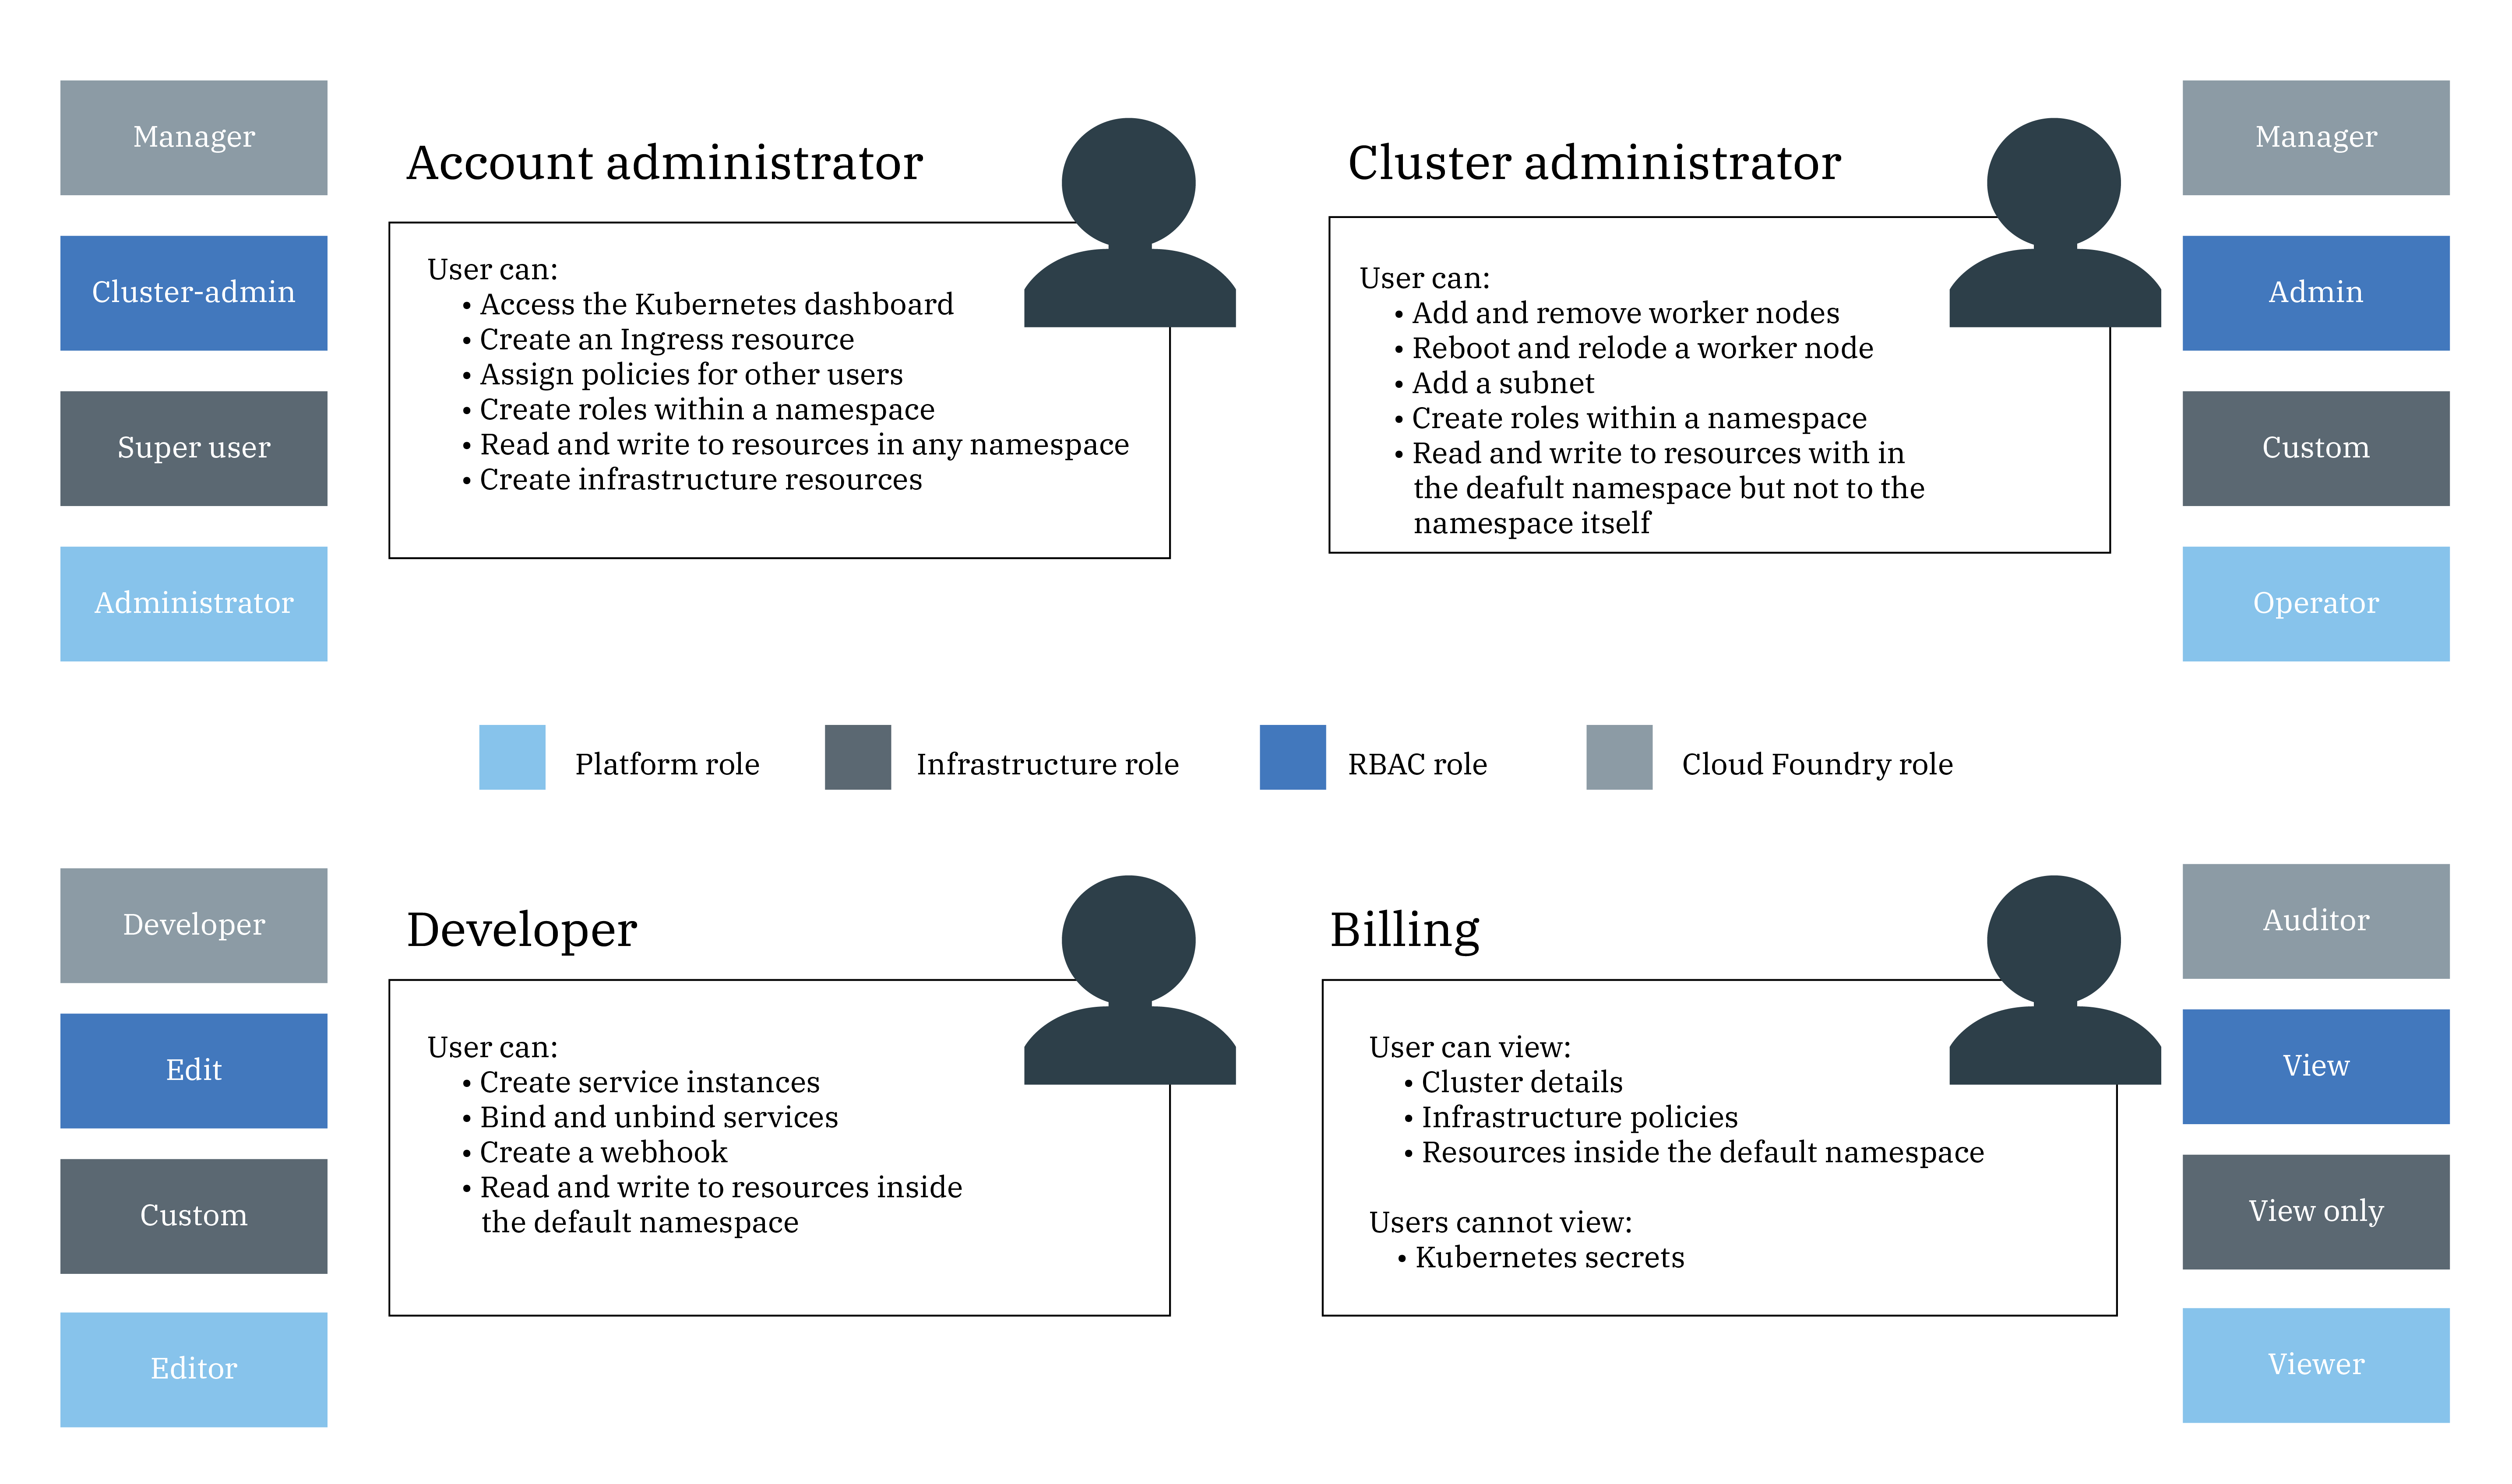 Manager
Cluster-admin
Super user
Administrator
Account administrator
User can:
• Access the Kubernetes dashboard
• Create an Ingress resource
• Assign policies for other users
• Create roles within a namespace
• Read and write to resources in any namespace
• Create infrastructure resources
Cluster administrator
User can:
• Add and remove worker nodes
• Reboot and relode a worker node
• Add a subnet
• Create roles within a namespace
• Read and write to resources with in
the deafult namespace but not to the
namespace itself
Manager
Admin
Custom
Operator
Platform role
Infrastructure role
RBAC role
Cloud Foundry role
Developer
Edit
Custom
Editor
Developer
User can:
• Create service instances
• Bind and unbind services
• Create a webhook
• Read and write to resources inside
the default namespace
Billing
User can view:
• Cluster details
• Infrastructure policies
• Resources inside the default namespace
Users cannot view:
• Kubernetes secrets
Auditor
View
View only
Viewer